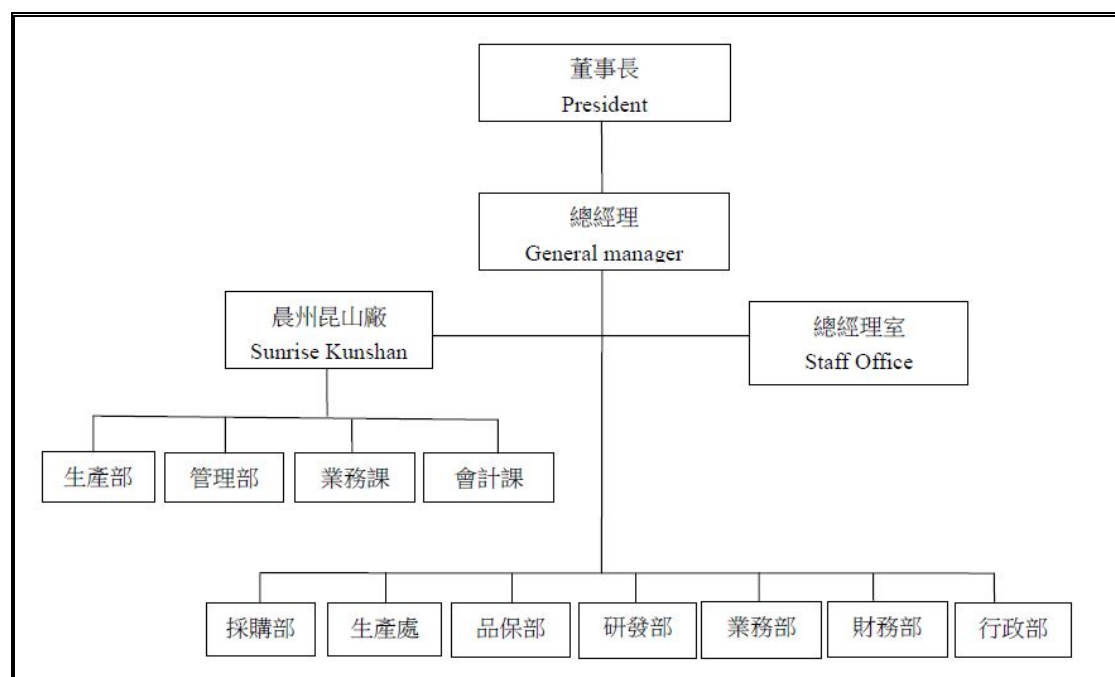 董事長
President
總經理
General manager
晨州昆山廠
Sunrise Kunshan
總經理室
Staff Office
生產部
管理部
業務課
會計課
採購部
生產處
品保部
研發部
業務部
財務部
行政部